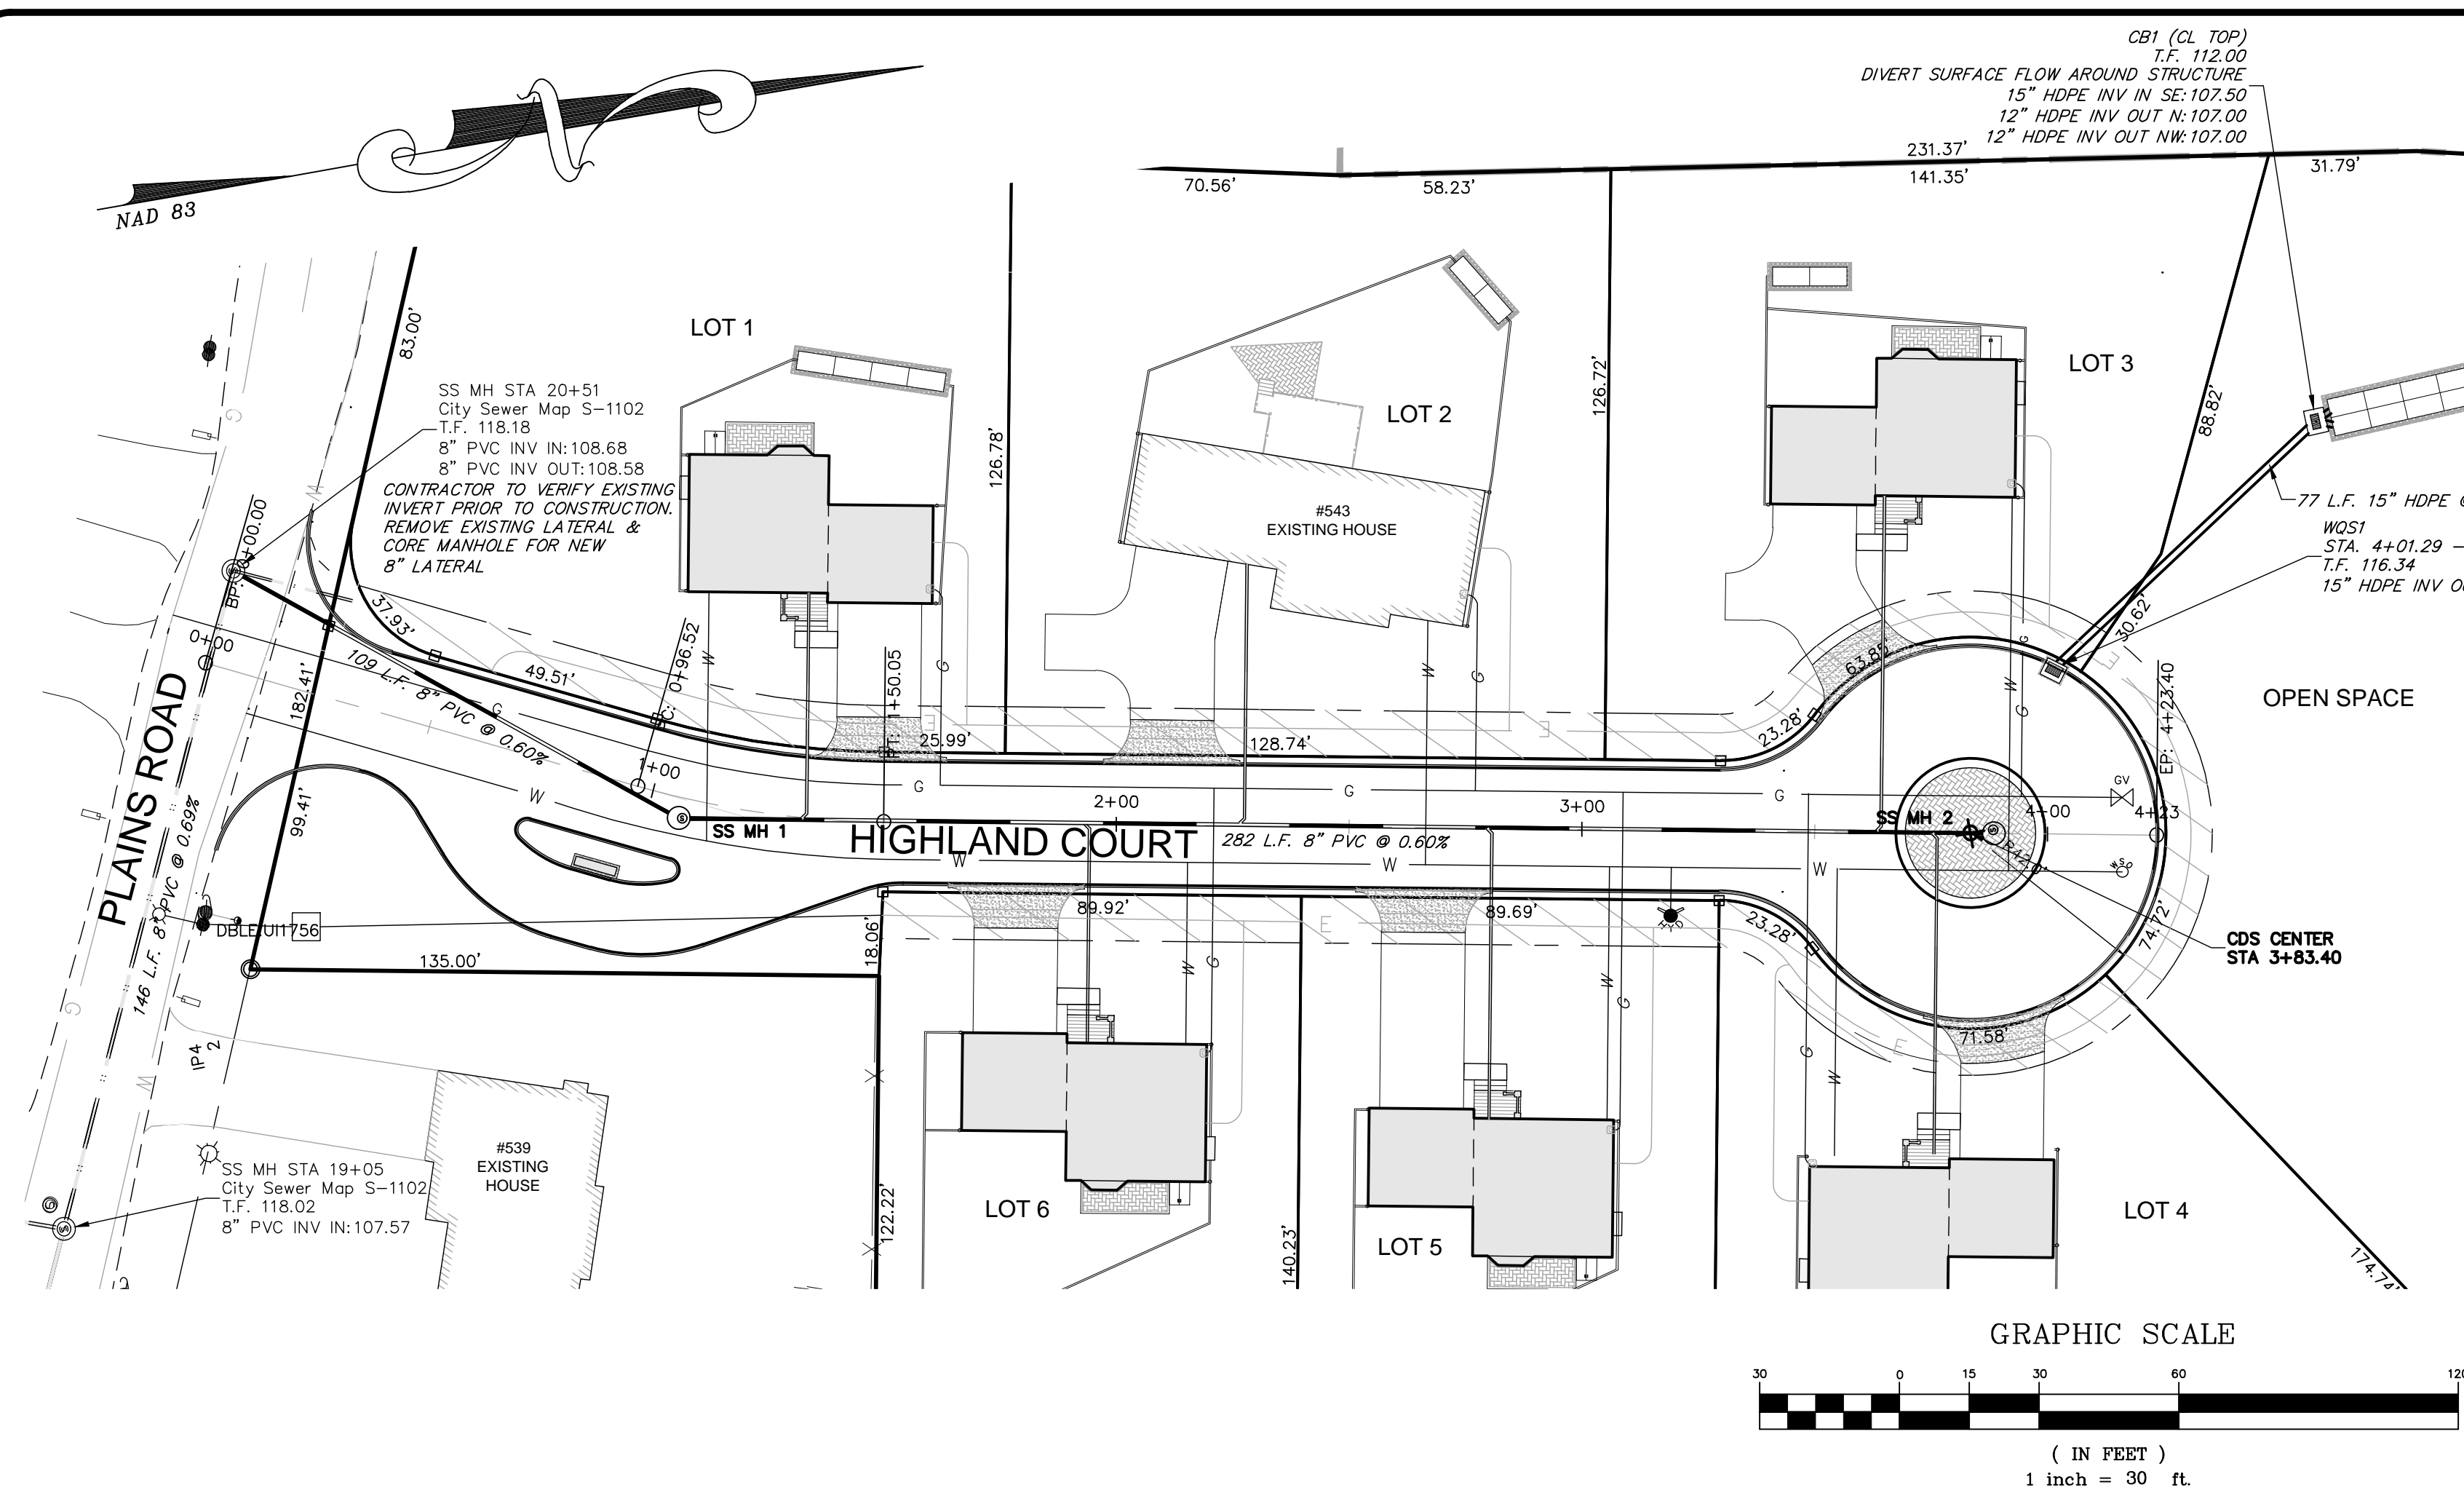 CB1 (CL TOP)
T.F. 112.00
DIVERT SURFACE FLOW AROUND STRUCTURE
15" HDPE INV IN SE:107.50
12" HDPE INV OUT N:107.00
12" HDPE INV OUT NW:107.00
N
NAD 83
231.37'
70.56'
58.23'
141.35'
31.79'
83.00'
LOT 1
LOT 2
LOT 3
126.78'
126.72'
88.82'
SS MH STA 20+51
City Sewer Map S-1102
T.F. 118.18
8" PVC INV IN:108.68
8" PVC INV OUT:108.58
CONTRACTOR TO VERIFY EXISTING
INVERT PRIOR TO CONSTRUCTION.
REMOVE EXISTING LATERAL &
CORE MANHOLE FOR NEW
8" LATERAL
#543
EXISTING HOUSE
77 L.F. 15" HDPE
WQS1
STA. 4+01.29 –
T.F. 116.34
15" HDPE INV
0+00
37.93'
49.51'
182.41'
109 L.F. 8" PVC @ 0.60%
0+96.52
1+50.05
25.99'
128.74'
23.28'
63.85'
30.62'
EP: 4+23.40
OPEN SPACE
G
G
G
G
G
G
G
G
W
W
W
W
W
W
E
E
E
GV
1+00
2+00
3+00
4+00
4+23
SS MH 1
HIGHLAND COURT
282 L.F. 8" PVC @ 0.60%
SS MH 2
PLAINS ROAD
99.41'
146 L.F. 8" PVC @ 0.69%
DBLE.UI1756
135.00'
18.06'
89.92'
89.69'
HYD
23.28'
74.72'
71.58'
CDS CENTER
STA 3+83.40
IP4
2
#539
EXISTING
HOUSE
SS MH STA 19+05
City Sewer Map S-1102
T.F. 118.02
8" PVC INV IN:107.57
122.22'
140.23'
LOT 6
LOT 5
LOT 4
174.74'
GRAPHIC SCALE
30 0 15 30 60 120
( IN FEET )
1 inch = 30 ft.